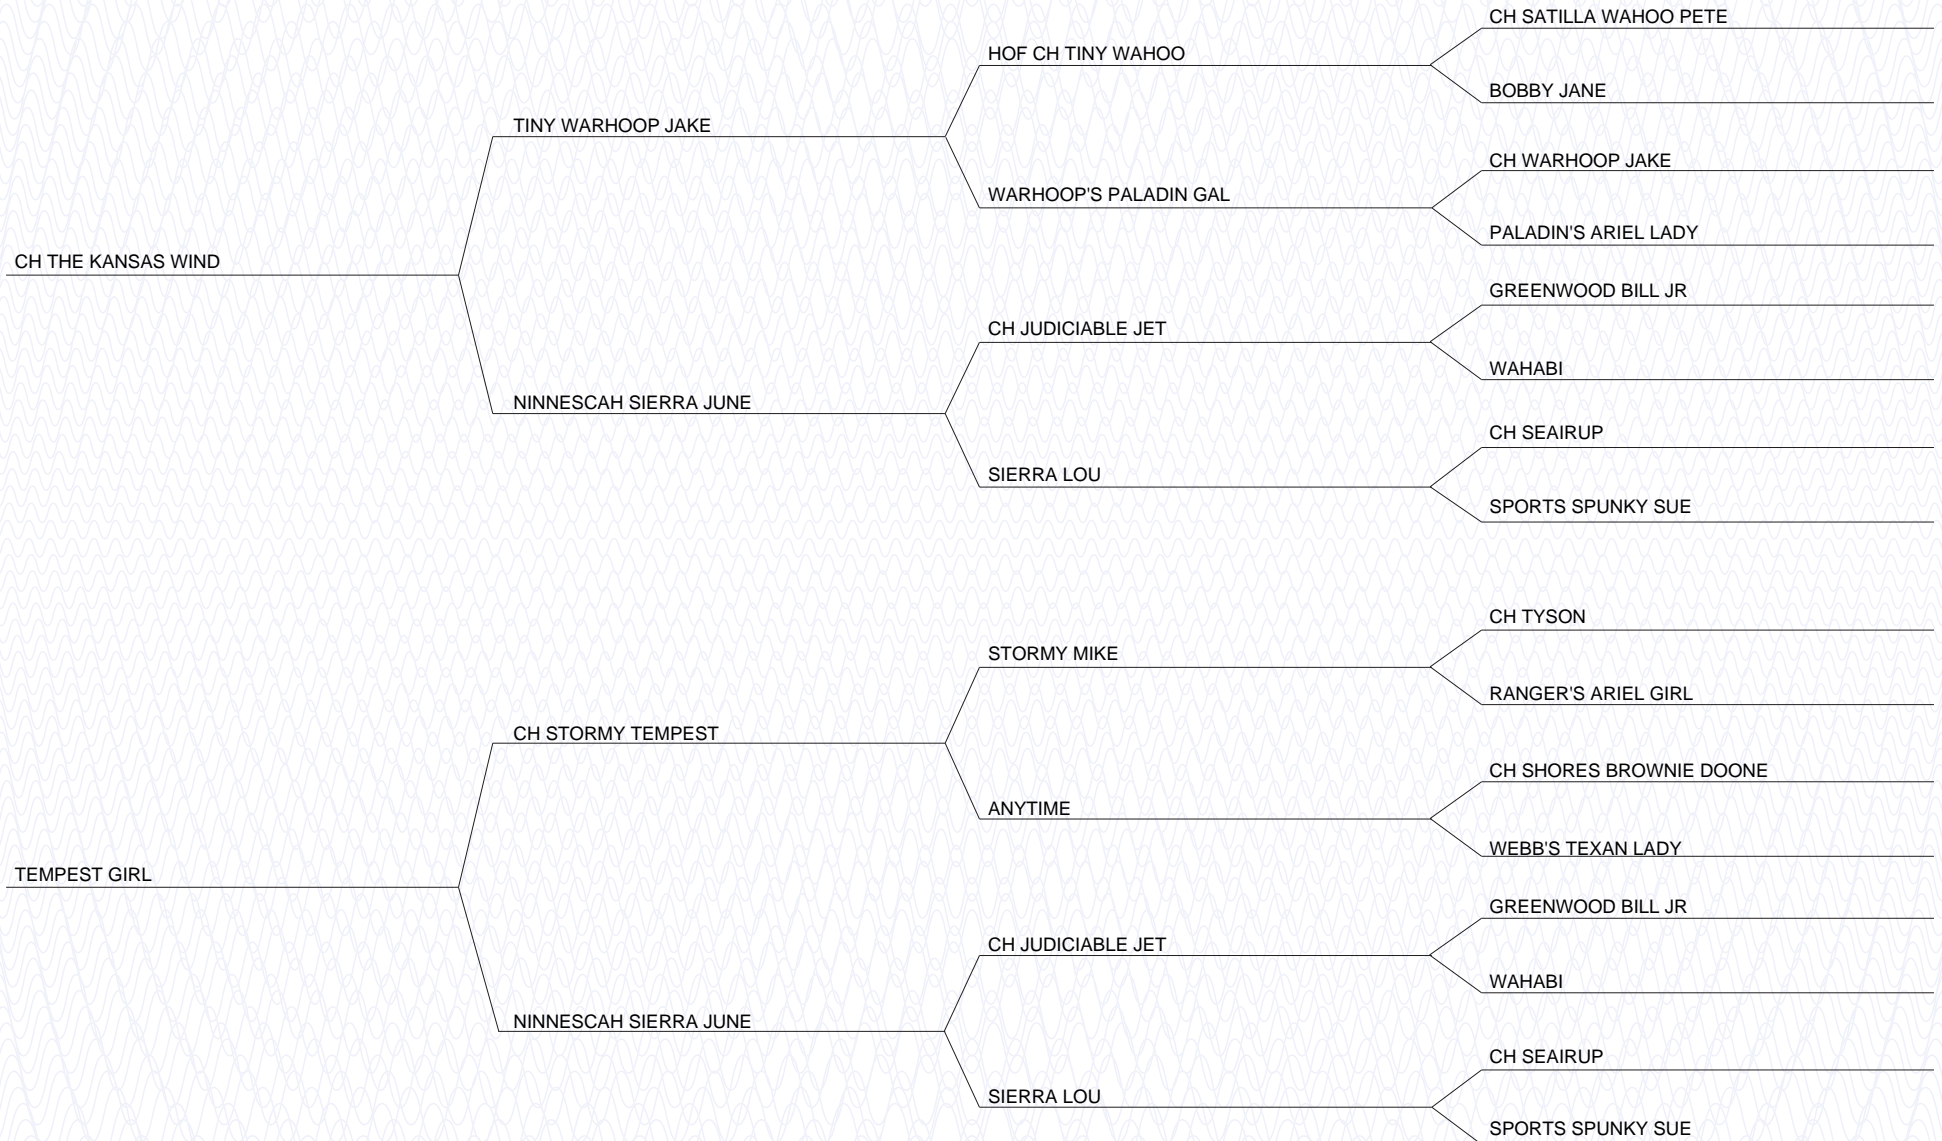 CH SATILLA WAHOO PETE
HOF CH TINY WAHOO
BOBBY JANE
TINY WARHOOP JAKE
CH WARHOOP JAKE
WARHOOP'S PALADIN GAL
PALADIN'S ARIEL LADY
CH THE KANSAS WIND
GREENWOOD BILL JR
CH JUDICIABLE JET
WAHABI
NINNESCAH SIERRA JUNE
CH SEAIRUP
SIERRA LOU
SPORTS SPUNKY SUE
CH TYSON
STORMY MIKE
RANGER'S ARIEL GIRL
CH STORMY TEMPEST
CH SHORES BROWNIE DOONE
ANYTIME
WEBB'S TEXAN LADY
TEMPEST GIRL
GREENWOOD BILL JR
CH JUDICIABLE JET
WAHABI
NINNESCAH SIERRA JUNE
CH SEAIRUP
SIERRA LOU
SPORTS SPUNKY SUE